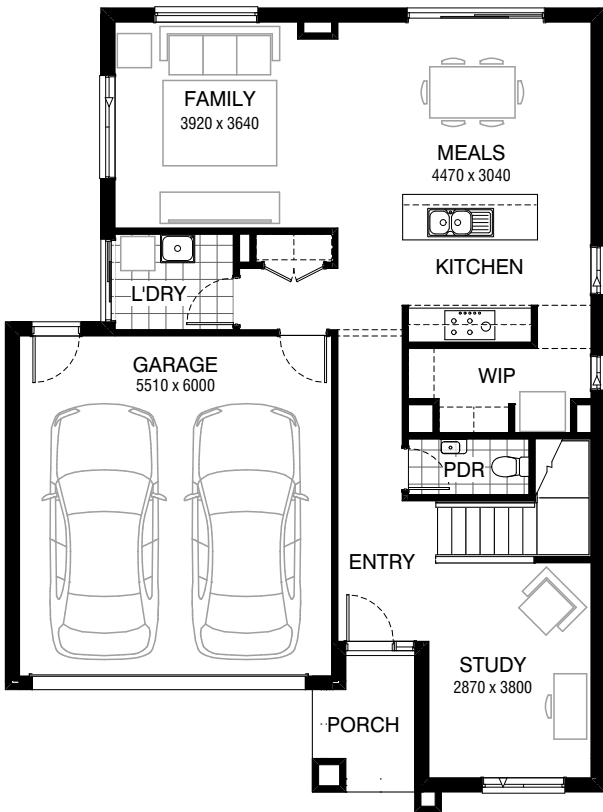 FAMILY
3920 x 3640
MEALS
4470 x 3040
KITCHEN
L'DRY
GARAGE
5510 x 6000
WIP
PDR
ENTRY
STUDY
2870 x 3800
PORCH